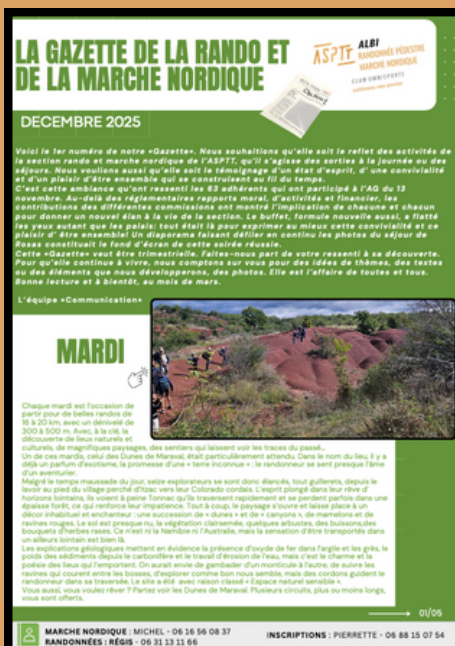 LA GAZETTE DE LA RANDO ET
DE LA MARCHE NORDIQUE
ASPTT ALBI
RANDONNÉE PÉDESTRE
MARCHE NORDIQUE
CLUB OMNISPORTS
DECEMBRE 2025
Voici le 1er numéro de notre «Gazette». Nous souhaitions qu'elle soit le reflet des activités de
la section rando et marche nordique de l'ASPTT, qu'il s'agisse des sorties à la journée ou des
séjours. Nous voulions aussi qu'elle soit le témoignage d'un état d'esprit, d' une convivialité
et d'un plaisir d'être ensemble qui se construisent au fil du temps.
C'est cette ambiance qu'ont ressenti les 63 adhérents qui ont participé à l'AG du 13
novembre. Au-delà des réglementaires rapports moral, d'activités et financier, les
contributions des différentes commissions ont montré l'implication de chacune et chacun
pour donner un nouvel élan à la vie de la section. Le buffet, formule nouvelle aussi, a flatté
les yeux autant que les palais: tout était là pour exprimer au mieux cette convivialité et ce
plaisir d' être ensemble! Un diaporama faisant défiler en continu les photos du séjour de
Rosas constituait le fond d'écran de cette soirée réussie.
Cette «Gazette» veut être trimestrielle. Faites-nous part de votre ressenti à sa découverte.
Pour qu'elle continue à vivre, nous comptons sur vous pour des idées de thèmes, des textes
ou des éléments que nous développerons, des photos. Elle est l'affaire de toutes et tous.
Bonne lecture et à bientôt, au mois de mars.
L'équipe «Communication»
MARDI
Chaque mardi est l'occasion de
partir pour de belles randos de
16 à 20 km, avec un dénivelé de
300 à 500 m. Avec, à la clé, la
découverte de lieux naturels et
culturels, de magnifiques paysages, des sentiers qui laissent voir les traces du passé...
Un de ces mardis, celui des Dunes de Maraval, était particulièrement attendu. Dans le nom du lieu, il y a
déjà un parfum d'exotisme, la promesse d'une « terre inconnue » : le randonneur se sent presque l'âme
d'un aventurier.
Malgré le temps maussade du jour, seize explorateurs se sont donc élancés, tout guillerets, depuis le
lavoir au pied du village perché d'Itzac vers leur Colorado cordais. L'esprit plongé dans leur rêve d'
horizons lointains, ils voient à peine Tonnac qu'ils traversent rapidement et se perdent parfois dans une
épaisse forêt, ce qui renforce leur impatience. Tout à coup, le paysage s'ouvre et laisse place à un
décor inhabituel et enchanteur : une succession de « dunes » et de « canyons », de mamelons et de
ravines rouges. Le sol est presque nu, la végétation clairsemée, quelques arbustes, des buissons,des
bouquets d'herbes rases. Ce n'est ni la Namibie ni l'Australie, mais la sensation d'être transportés dans
un ailleurs lointain est bien là.
Les explications géologiques mettent en évidence la présence d'oxyde de fer dans l'argile et les grès, le
poids des sédiments depuis le carbonifère et le travail d'érosion de l'eau, mais c'est le charme et la
poésie des lieux qui l'emportent. On aurait envie de gambader d'un monticule à l'autre, de suivre les
ravines qui courent entre les bosses, d'explorer comme bon nous semble, mais des cordons guident le
randonneur dans sa traversée. Le site a été avec raison classé « Espace naturel sensible ».
Vous aussi, vous voulez rêver ? Partez voir les Dunes de Maraval. Plusieurs circuits, plus ou moins longs,
vous sont offerts.
01/05
MARCHE NORDIQUE : MICHEL - 06 16 56 08 37
RANDONNÉES : RÉGIS - 06 31 13 11 66
INSCRIPTIONS : PIERRETTE - 06 88 15 07 54